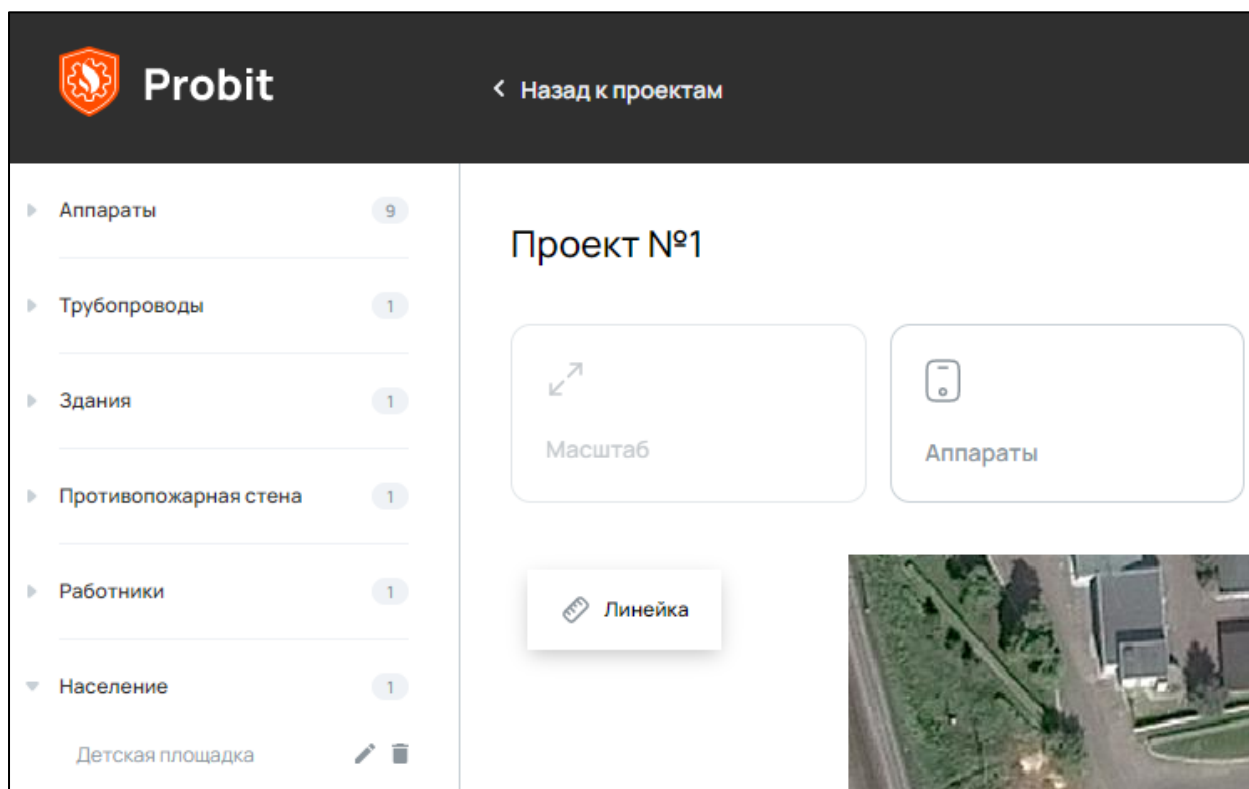 Probit
Назад к проектам
Аппараты 9
Трубопроводы 1
Здания 1
Противопожарная стена 1
Работники 1
Население 1
Детская площадка
Проект №1
Масштаб
Аппараты
Линейка